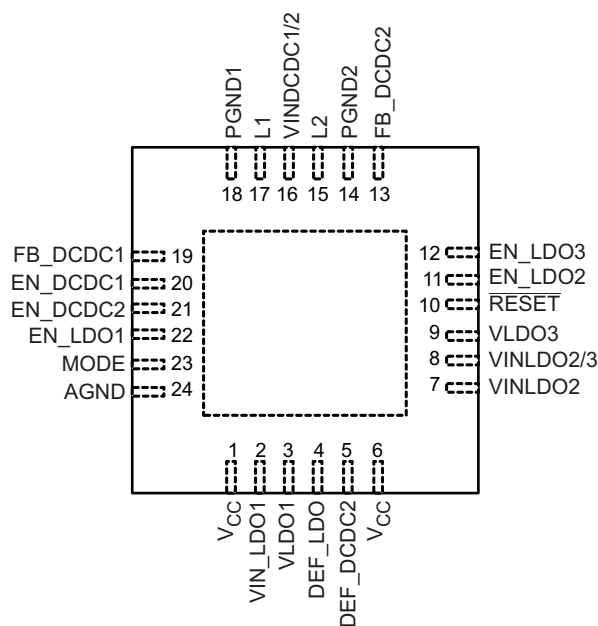 PGND1
L1
VINDCDC1/2
L2
PGND2
FB_DCDC2
18 17 16 15 14 13
FB_DCDC1 19
EN_DCDC1 20
EN_DCDC2 21
EN_LDO1 22
MODE 23
AGND 24
12 EN_LDO3
11 EN_LDO2
10 RESET
9 VLDO3
8 VINLDO2/3
7 VINLDO2
1 2 3 4 5 6
VCC
VIN_LDO1
VLDO1
DEF_LDO
DEF_DCDC2
VCC